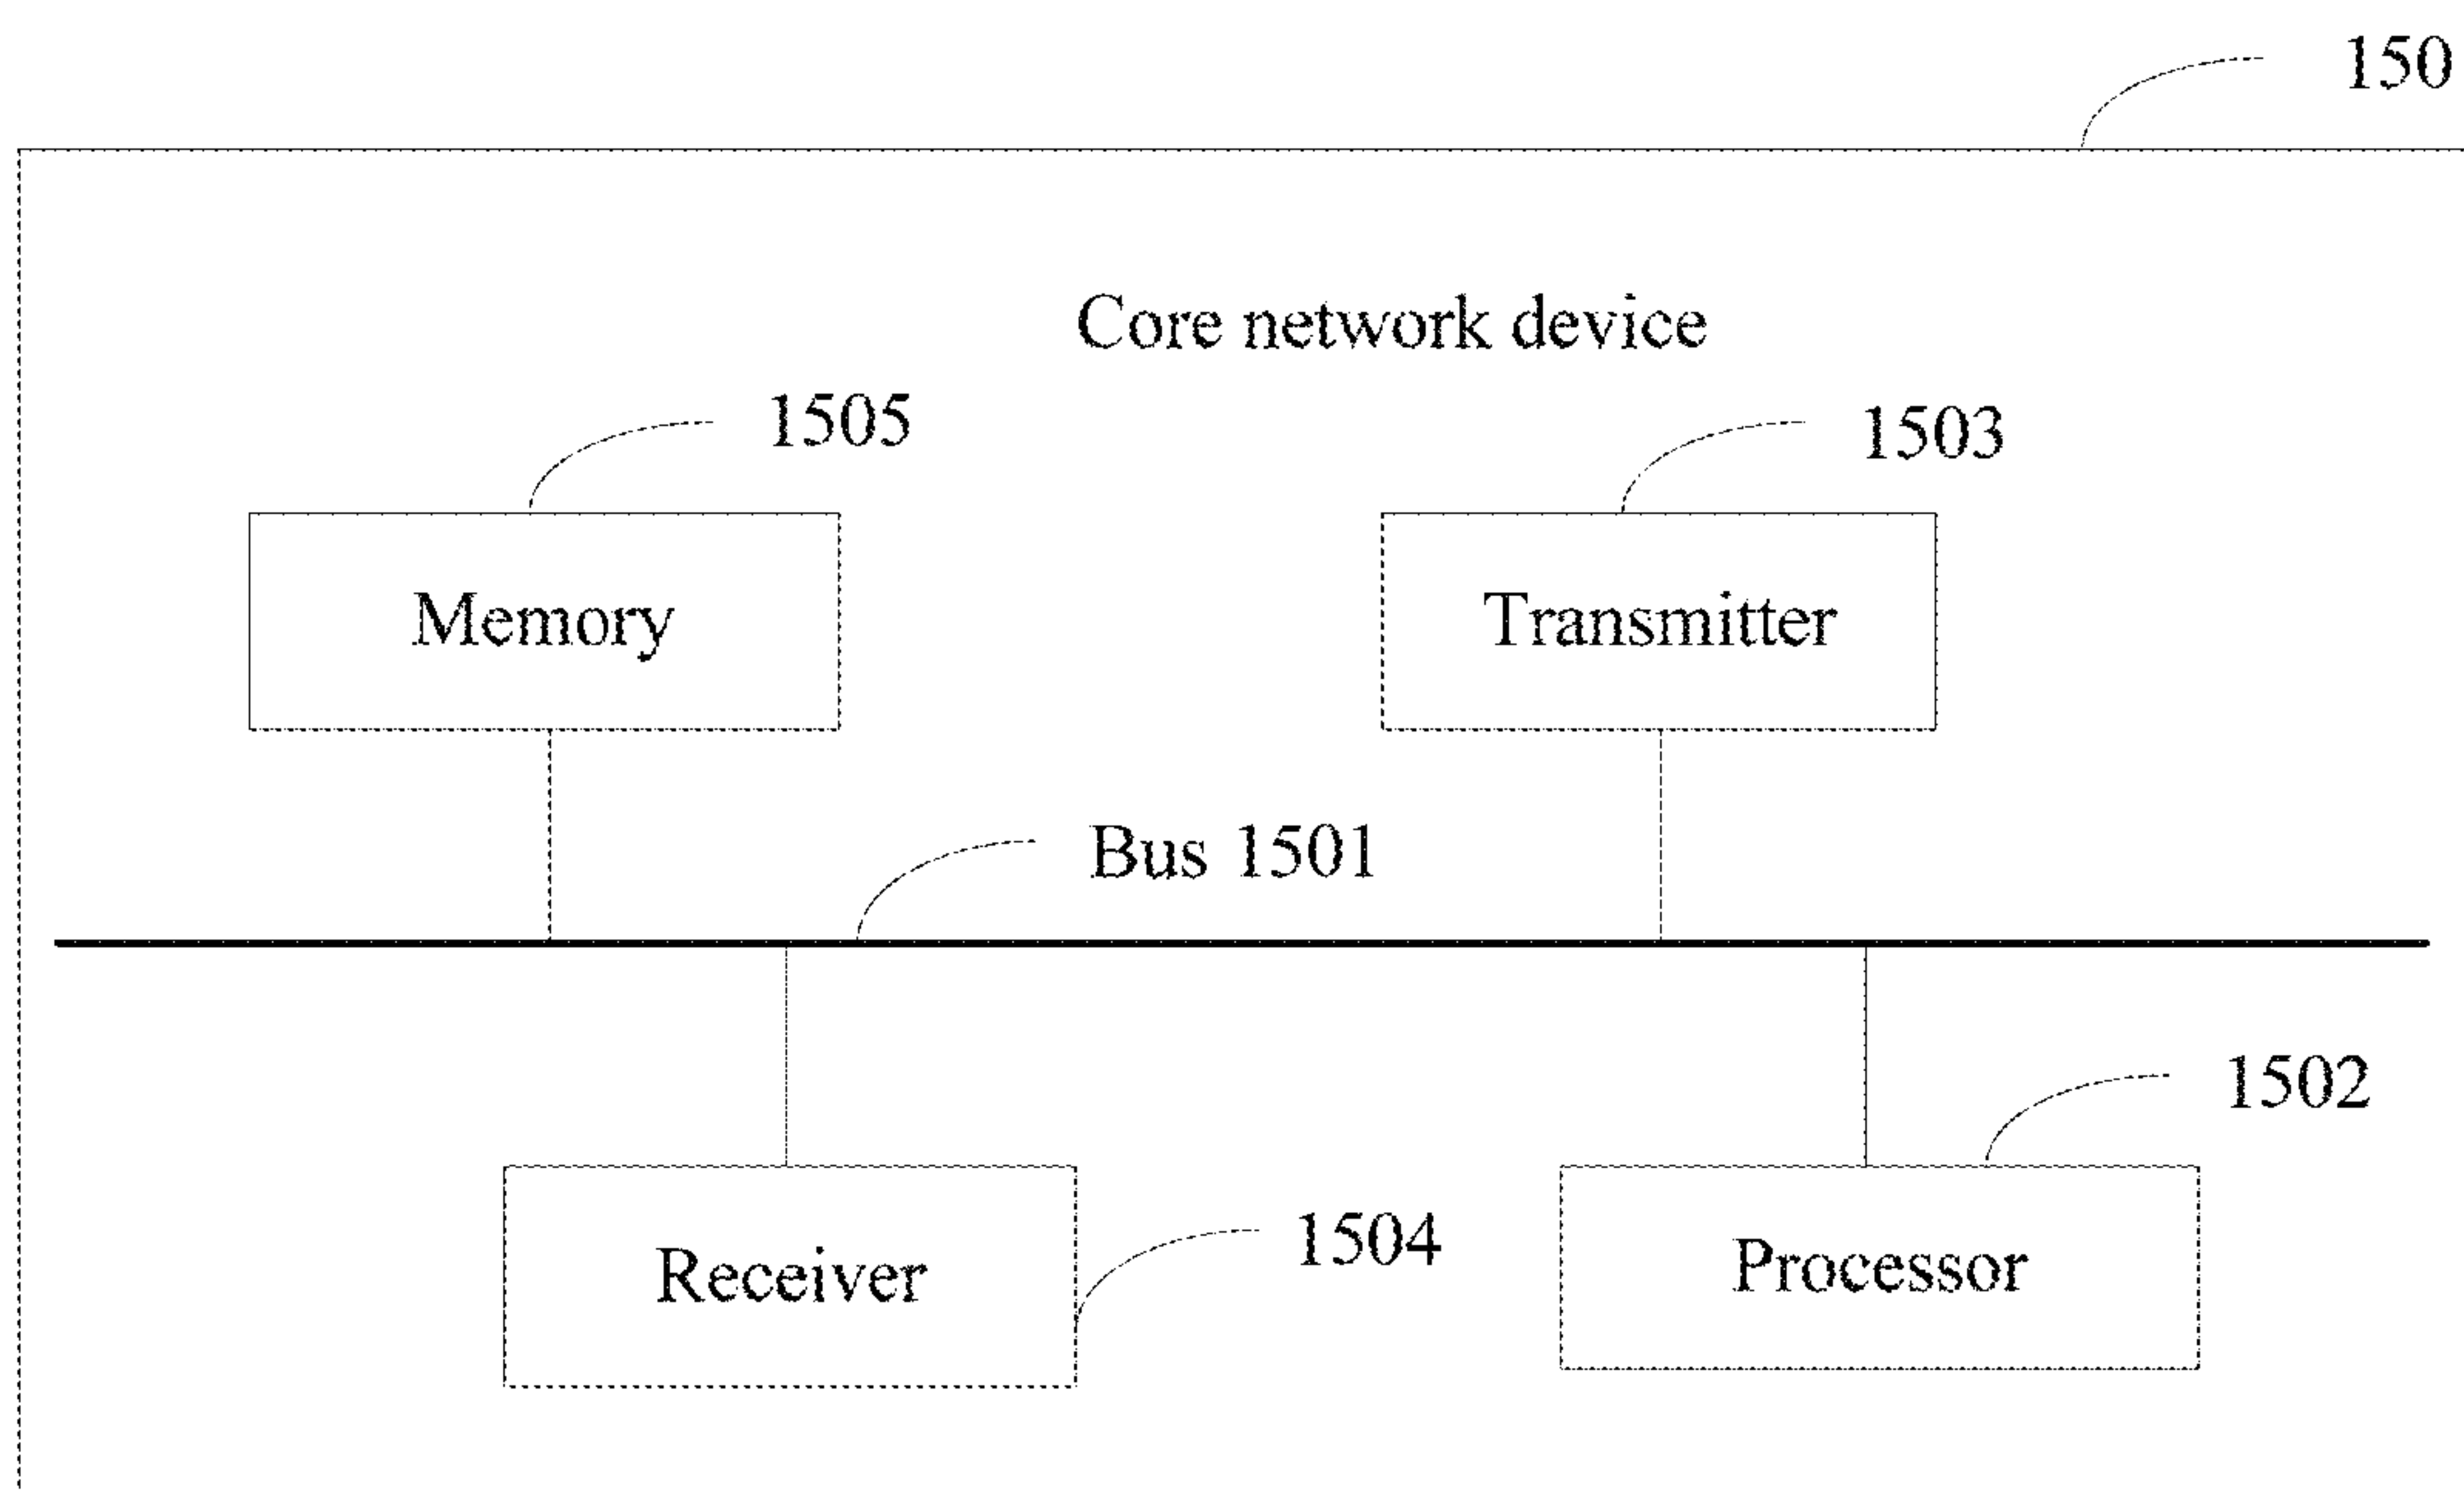 150
Core network device
1505
1503
Memory
Transmitter
Bus 1501
1502
1504
Receiver
Processor